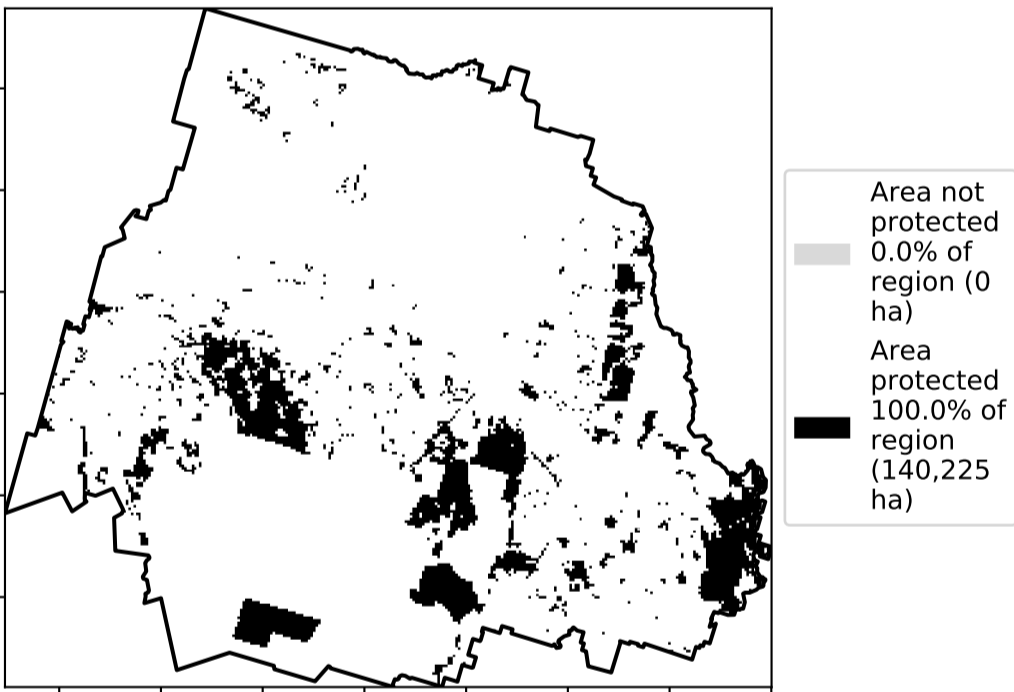 Area not
protected
0.0% of
region (0
ha)
Area
protected
100.0% of
region
(140,225
ha)